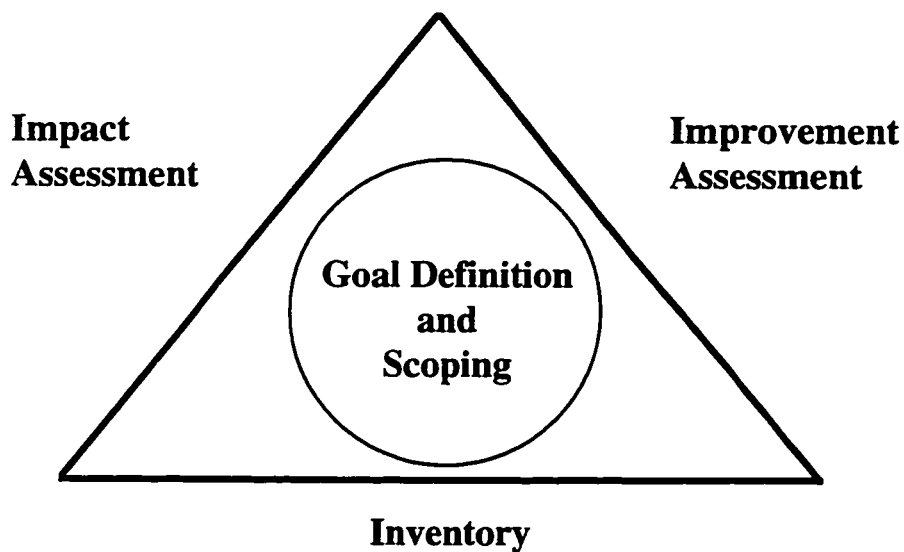 Impact
Assessment
Improvement
Assessment
Goal Definition
and
Scoping
Inventory